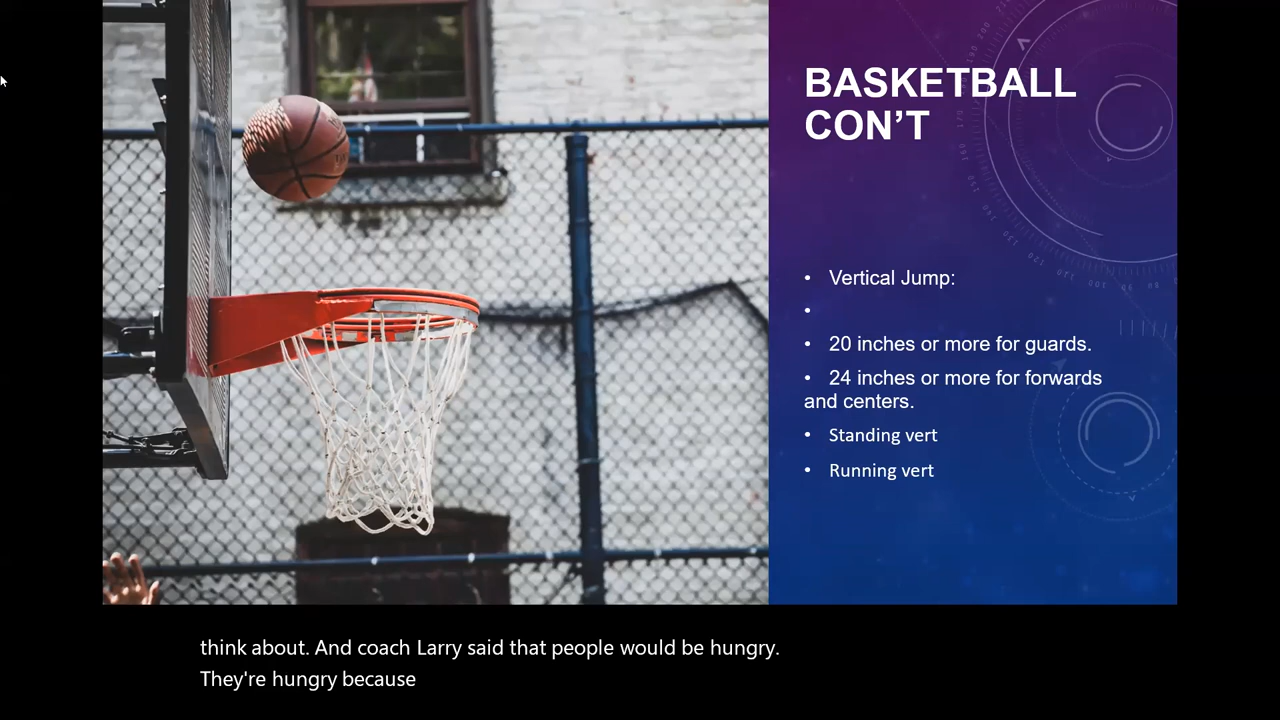 BASKETBALL
CON'T
• Vertical Jump:
•
• 20 inches or more for guards.
• 24 inches or more for forwards
and centers.
• Standing vert
• Running vert
think about. And coach Larry said that people would be hungry.
They're hungry because